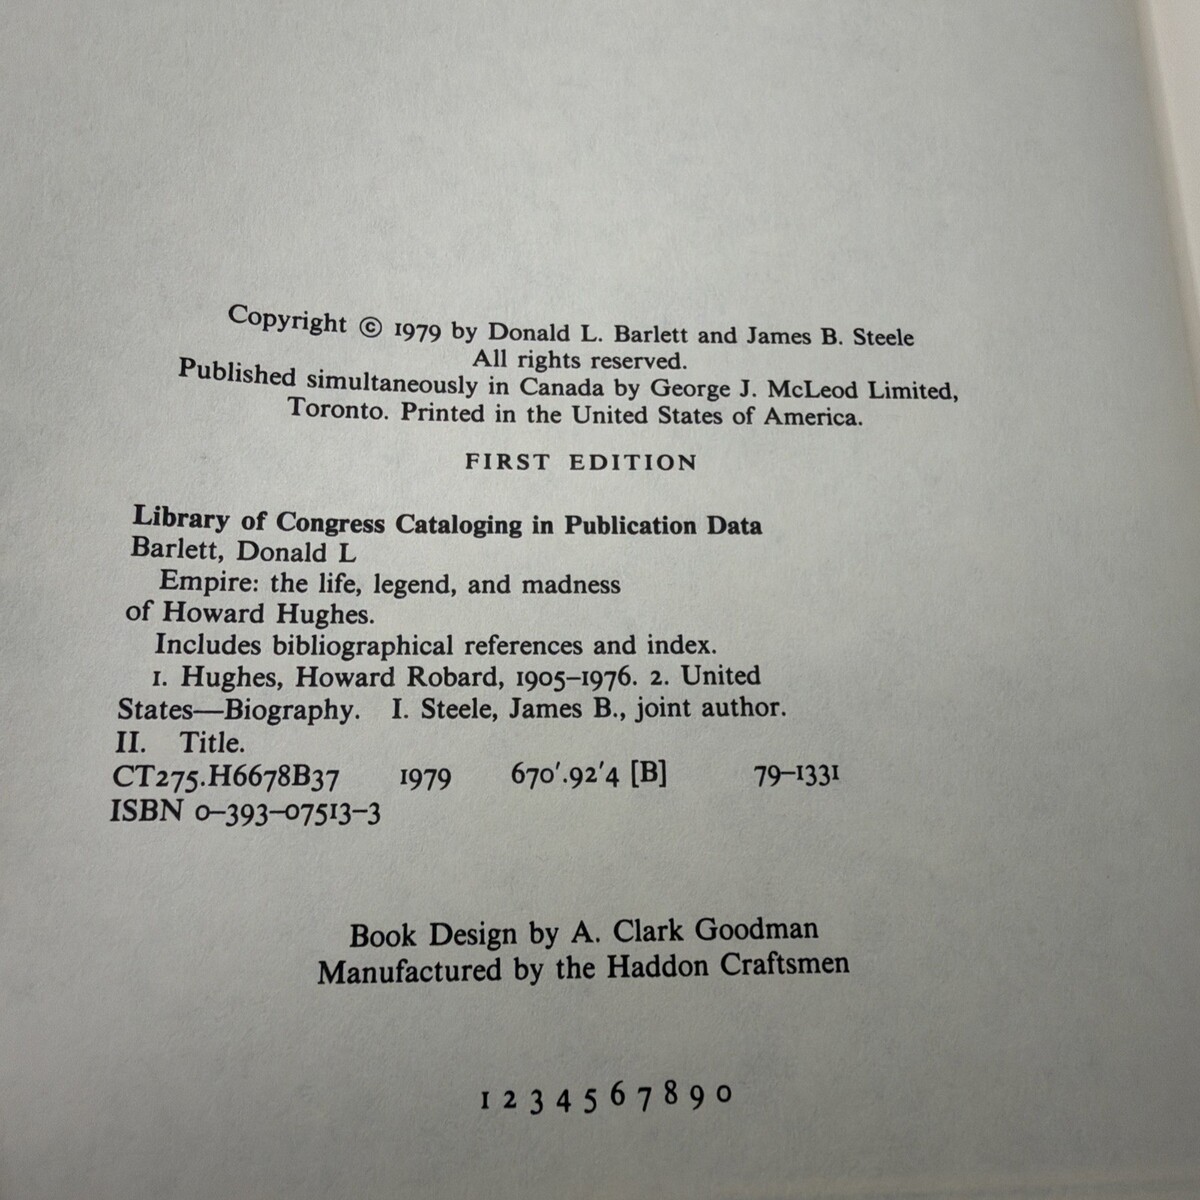 Copyright © 1979 by Donald L. Barlett and James B. Steele
All rights reserved.
Published simultaneously in Canada by George J. McLeod Limited,
Toronto. Printed in the United States of America.
FIRST EDITION
Library of Congress Cataloging in Publication Data
Barlett, Donald L
Empire: the life, legend, and madness
of Howard Hughes.
Includes bibliographical references and index.
1. Hughes, Howard Robard, 1905–1976. 2. United
States—Biography. I. Steele, James B., joint author.
II. Title.
CT275.H6678B37 1979 670′.92′4 [B] 79–1331
ISBN 0–393–07513–3
Book Design by A. Clark Goodman
Manufactured by the Haddon Craftsmen
1 2 3 4 5 6 7 8 9 0